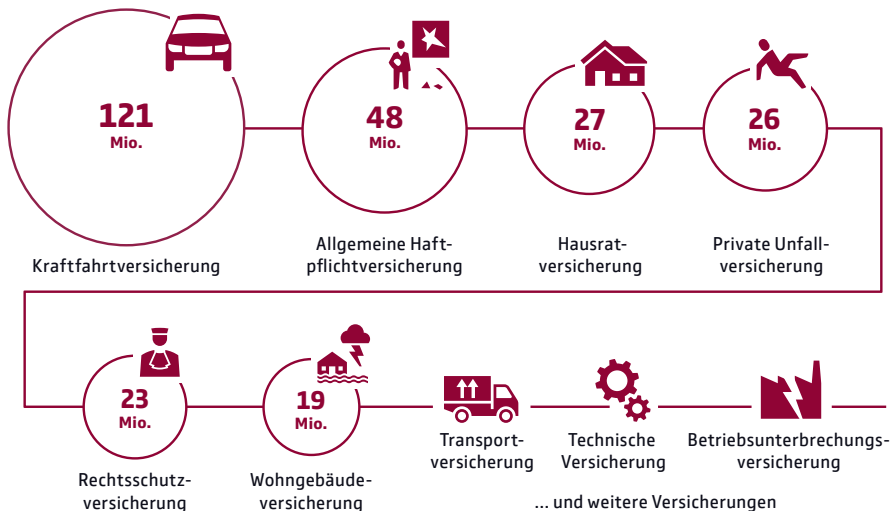 121
Mio.
48
Mio.
27
Mio.
26
Mio.
Kraftfahrtversicherung
Allgemeine Haft-
pflichtversicherung
Hausrat-
versicherung
Private Unfall-
versicherung
23
Mio.
19
Mio.
Rechtsschutz-
versicherung
Wohngebäude-
versicherung
Transport-
versicherung
Technische
Versicherung
Betriebsunterbrechungs-
versicherung
... und weitere Versicherungen